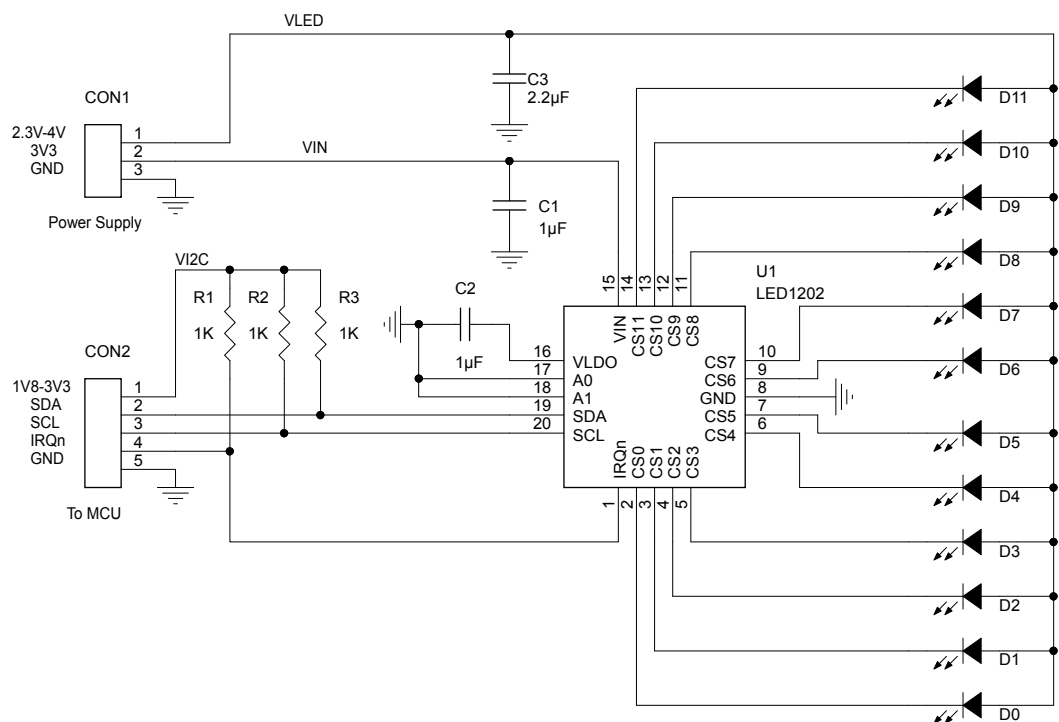 VLED
C3
2.2µF
CON1
2.3V-4V
3V3
GND
1
2
3
Power Supply
VIN
C1
1µF
D11
D10
D9
D8
D7
D6
D5
D4
D3
D2
D1
D0
VI2C
R1
R2
R3
1K
1K
1K
C2
1µF
CON2
1V8-3V3
SDA
SCL
IRQn
GND
1
2
3
4
5
To MCU
U1
LED1202
15
14
13
12
11
VIN
CS11
CS10
CS9
CS8
16
17
18
19
20
VLDO
A0
A1
SDA
SCL
CS7
CS6
GND
CS5
CS4
10
9
8
7
6
IRQn
CS0
CS1
CS2
CS3
1
2
3
4
5